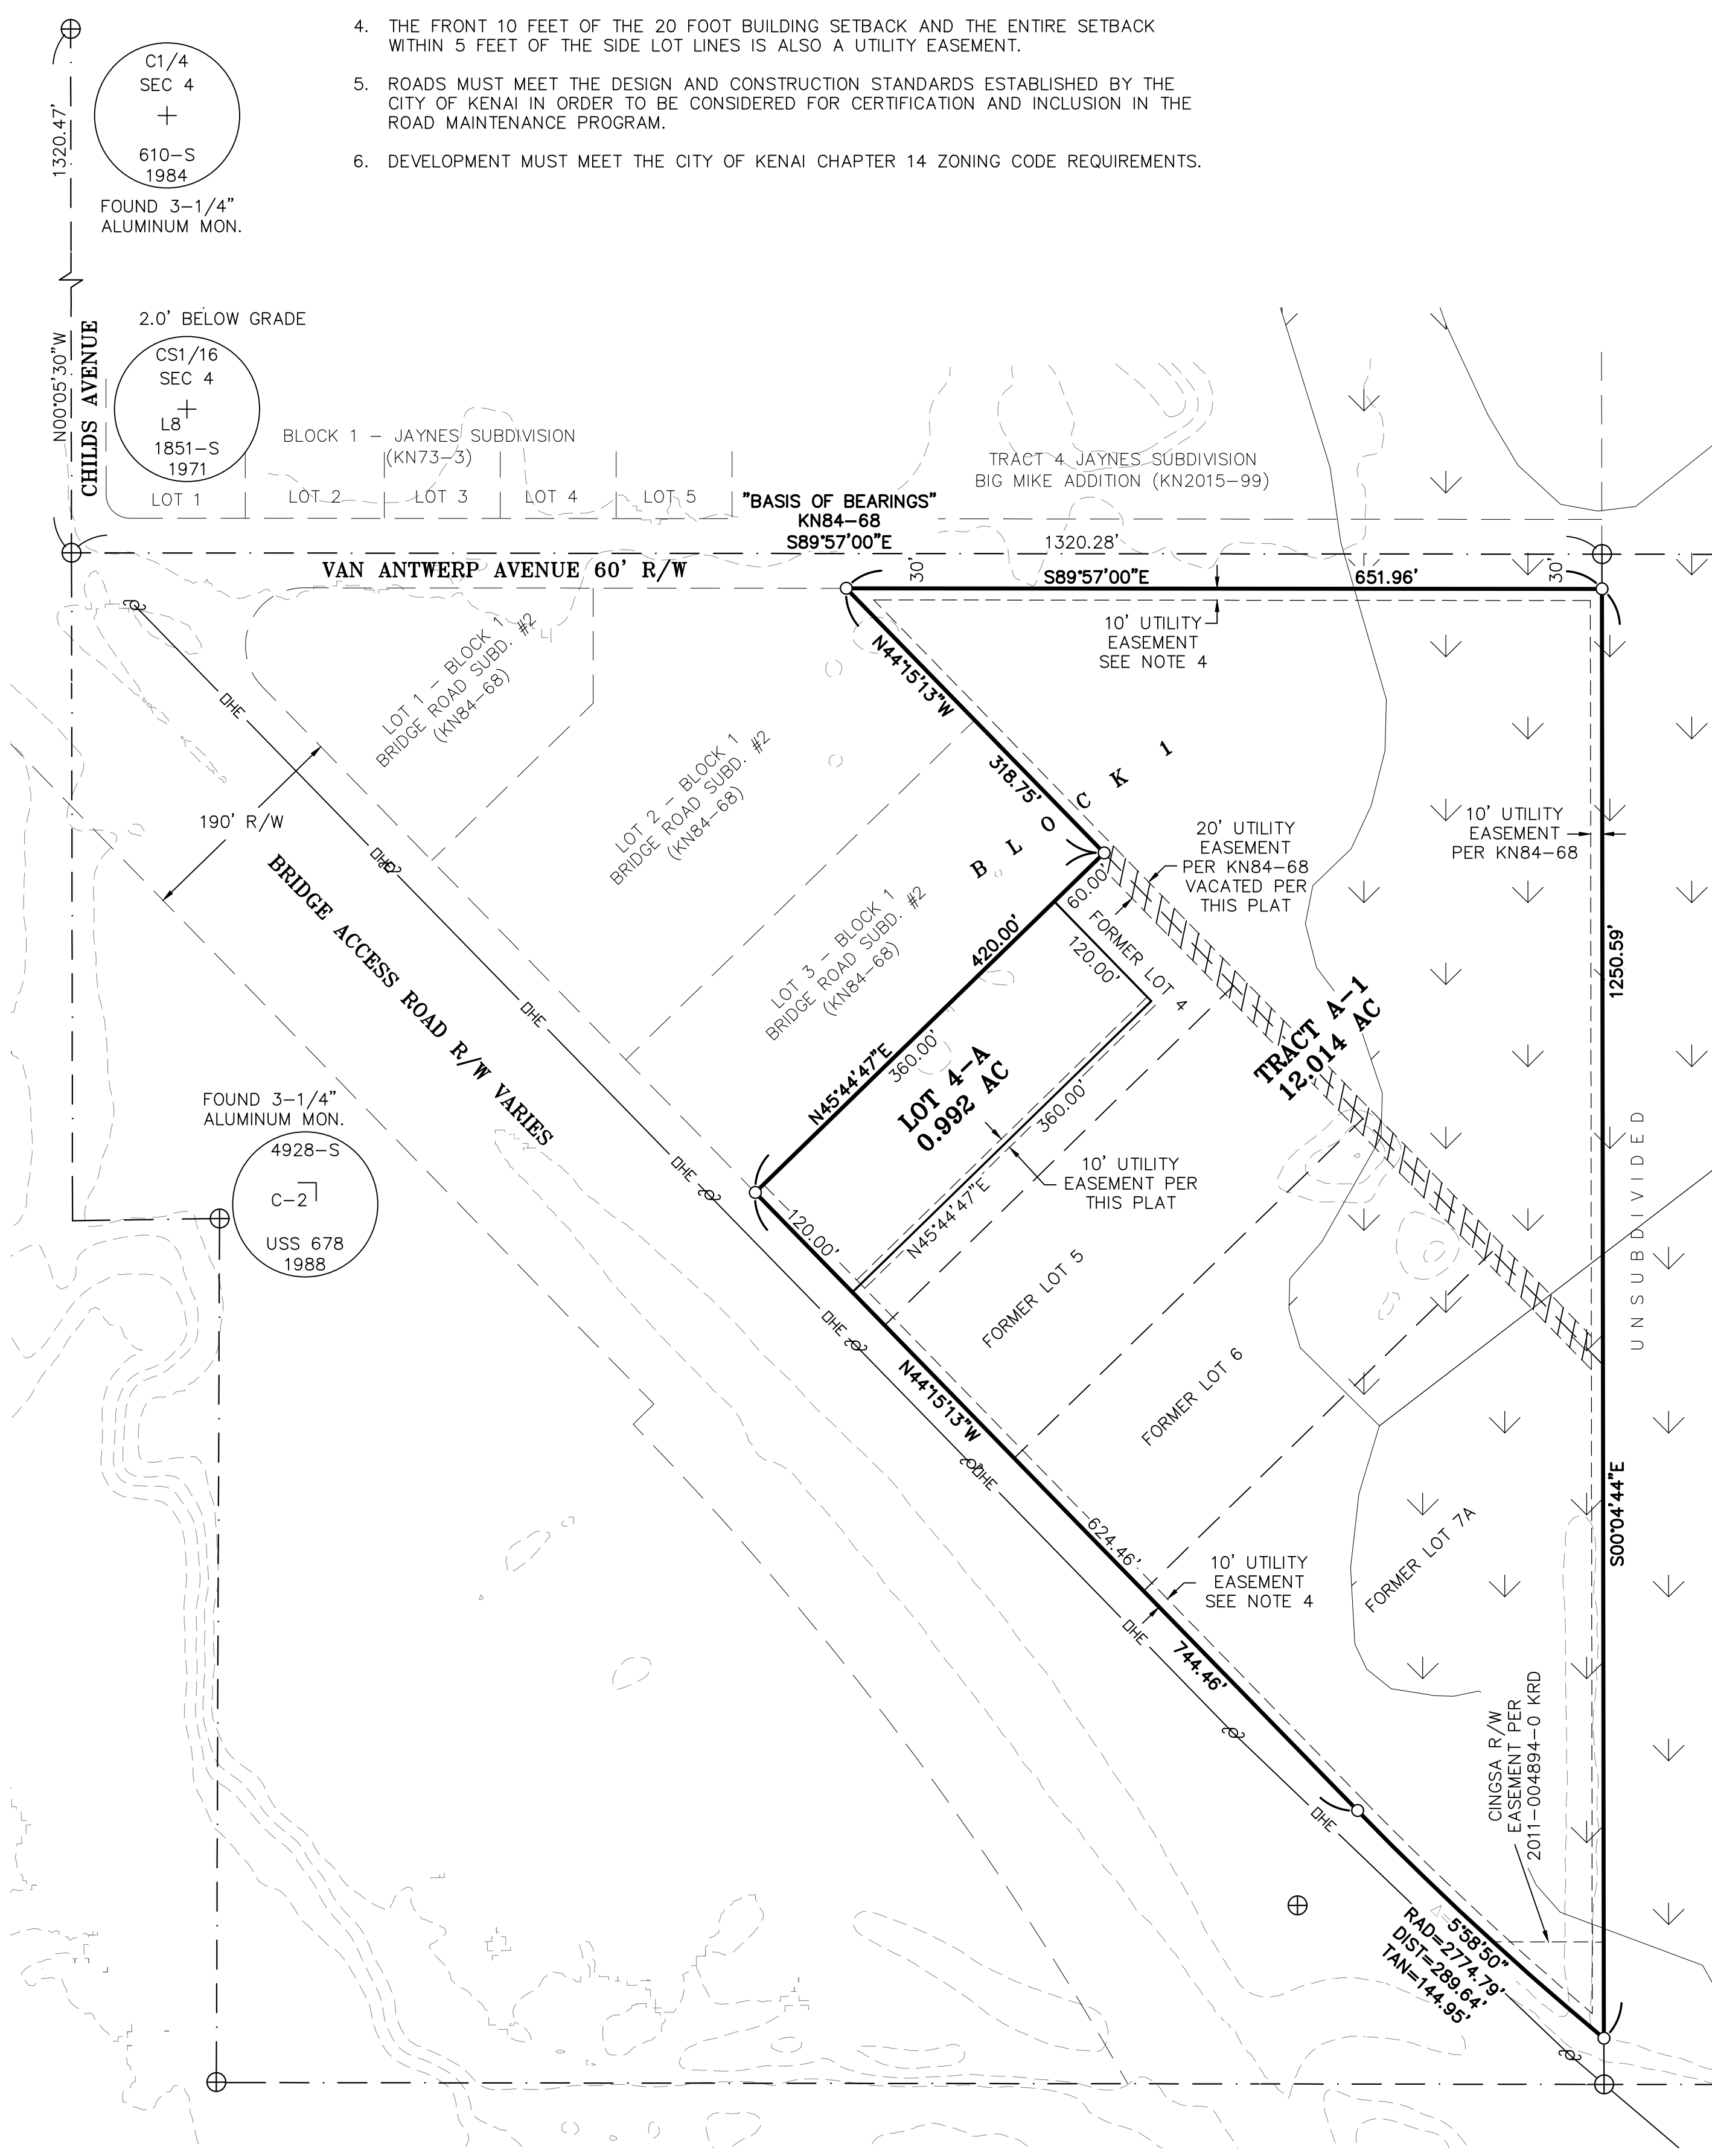 4. THE FRONT 10 FEET OF THE 20 FOOT BUILDING SETBACK AND THE ENTIRE SETBACK
WITHIN 5 FEET OF THE SIDE LOT LINES IS ALSO A UTILITY EASEMENT.
5. ROADS MUST MEET THE DESIGN AND CONSTRUCTION STANDARDS ESTABLISHED BY THE
CITY OF KENAI IN ORDER TO BE CONSIDERED FOR CERTIFICATION AND INCLUSION IN THE
ROAD MAINTENANCE PROGRAM.
6. DEVELOPMENT MUST MEET THE CITY OF KENAI CHAPTER 14 ZONING CODE REQUIREMENTS.
1320.47'
C1/4
SEC 4
610-S
1984
FOUND 3-1/4"
ALUMINUM MON.
N00°05'30"W
CHILDS AVENUE
2.0' BELOW GRADE
CS1/16
SEC 4
L8
1851-S
1971
BLOCK 1 - JAYNES SUBDIVISION
(KN73-3)
LOT 1
LOT 2
LOT 3
LOT 4
LOT 5
TRACT 4 JAYNES SUBDIVISION
BIG MIKE ADDITION (KN2015-99)
"BASIS OF BEARINGS"
KN84-68
S89°57'00"E
1320.28'
VAN ANTWERP AVENUE 60' R/W
30'
S89°57'00"E
651.96'
30'
10' UTILITY
EASEMENT
SEE NOTE 4
N44°15'13"W
318.75'
LOT 1 - BLOCK 1
BRIDGE ROAD SUBD. #2
(KN84-68)
OHE
LOT 2 - BLOCK 1
BRIDGE ROAD SUBD. #2
(KN84-68)
BLOCK 1
190' R/W
OHE
20' UTILITY
EASEMENT
PER KN84-68
VACATED PER
THIS PLAT
10' UTILITY
EASEMENT
PER KN84-68
BRIDGE ACCESS ROAD R/W VARIES
LOT 3 - BLOCK 1
BRIDGE ROAD SUBD. #2
(KN84-68)
60.00'
420.00'
FORMER LOT 4
120.00'
1250.59'
OHE
N45°44'47"E
360.00'
LOT 4-A
0.992 AC
360.00'
TRACT A-1
12.014 AC
FOUND 3-1/4"
ALUMINUM MON.
4928-S
C-2
USS 678
1988
OHE
10' UTILITY
EASEMENT PER
THIS PLAT
UNSUBDIVIDED
120.00'
N45°44'47"E
FORMER LOT 5
OHE
N44°15'13"W
FORMER LOT 6
OHE
S00°04'44"E
FORMER LOT 7A
624.46'
10' UTILITY
EASEMENT
SEE NOTE 4
OHE
744.46'
CINGSA R/W
EASEMENT PER
2011-004894-0 KRD
OHE
Δ=5°58'50"
RAD=2774.79'
DIST=289.64'
TAN=144.95'